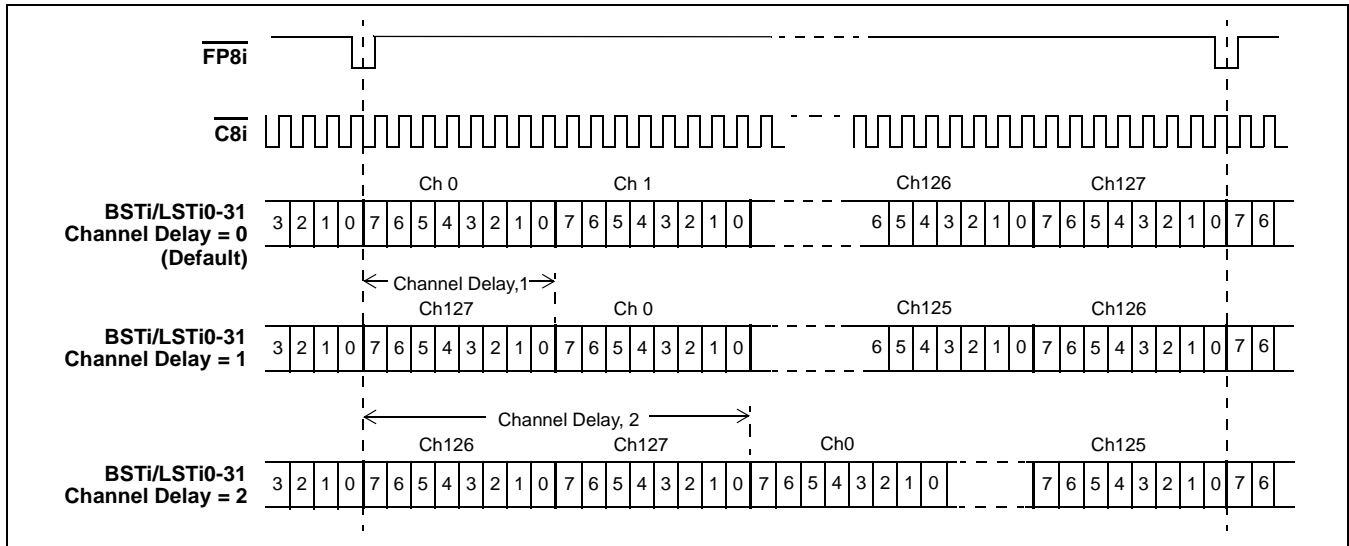 FP8i
C8i
Ch 0 Ch 1 Ch126 Ch127
BSTi/LSTi0-31
Channel Delay = 0
(Default)
3 2 1 0 7 6 5 4 3 2 1 0 7 6 5 4 3 2 1 0 6 5 4 3 2 1 0 7 6 5 4 3 2 1 0 7 6
Channel Delay,1
Ch127 Ch 0 Ch125 Ch126
BSTi/LSTi0-31
Channel Delay = 1
3 2 1 0 7 6 5 4 3 2 1 0 7 6 5 4 3 2 1 0 6 5 4 3 2 1 0 7 6 5 4 3 2 1 0 7 6
Channel Delay, 2
Ch126 Ch127 Ch0 Ch125
BSTi/LSTi0-31
Channel Delay = 2
3 2 1 0 7 6 5 4 3 2 1 0 7 6 5 4 3 2 1 0 7 6 5 4 3 2 1 0 7 6 5 4 3 2 1 0 7 6